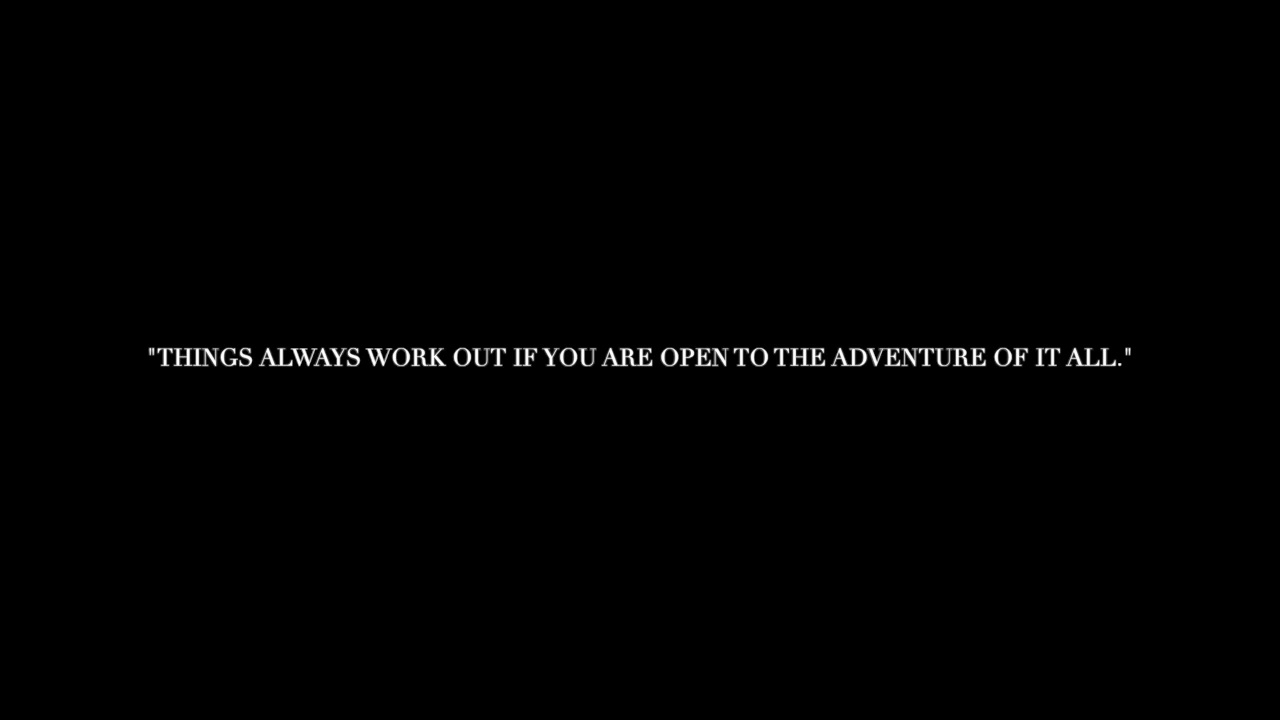 "THINGS ALWAYS WORK OUT IF YOU ARE OPEN TO THE ADVENTURE OF IT ALL."